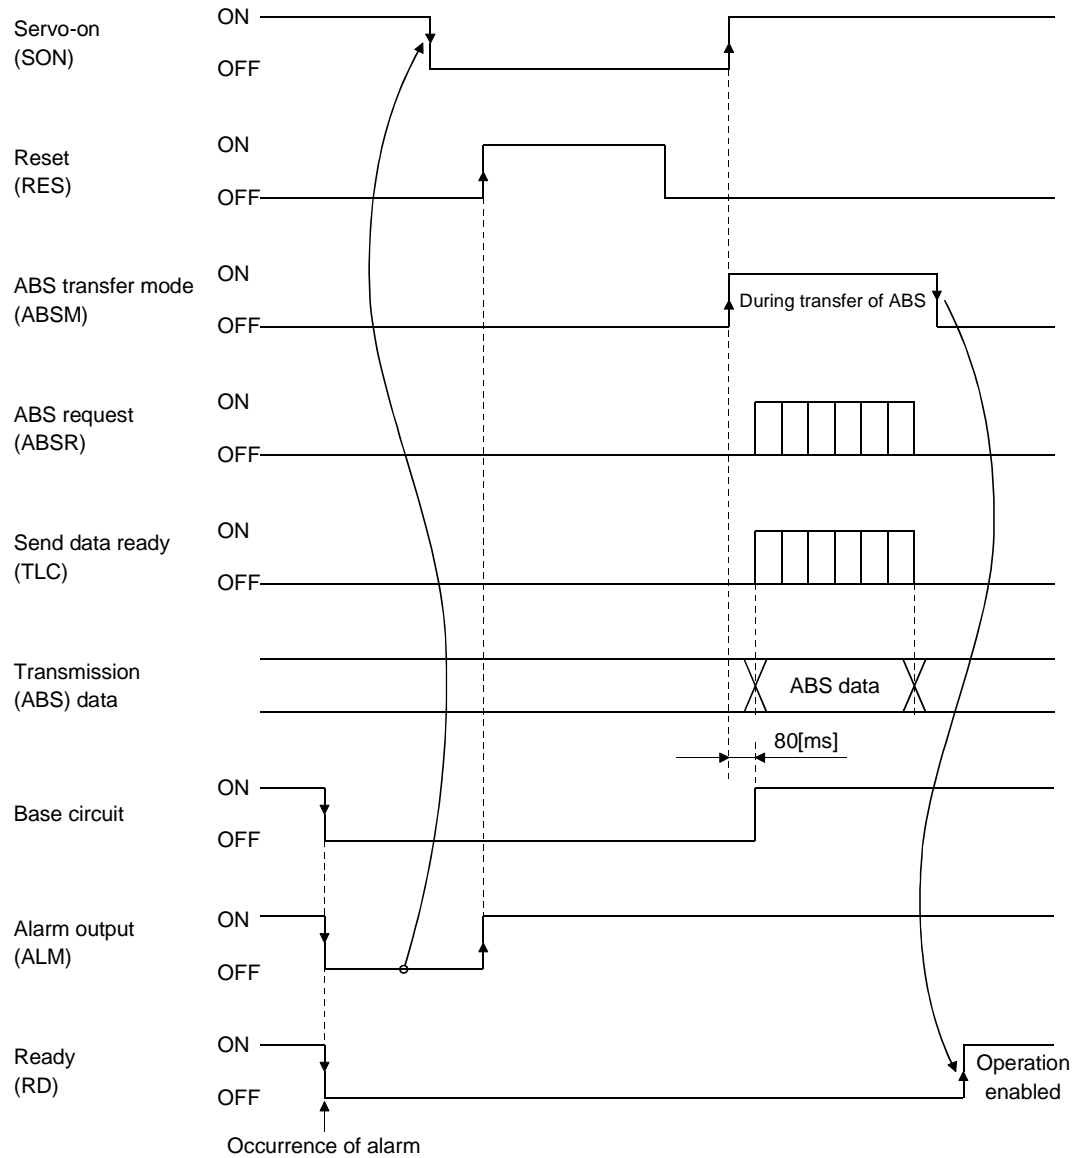 Servo-on
(SON)
ON
OFF
Reset
(RES)
ON
OFF
ABS transfer mode
(ABSM)
ON
OFF
During transfer of ABS
ABS request
(ABSR)
ON
OFF
Send data ready
(TLC)
ON
OFF
Transmission
(ABS) data
ABS data
80[ms]
Base circuit
ON
OFF
Alarm output
(ALM)
ON
OFF
Ready
(RD)
ON
OFF
Operation
enabled
Occurrence of alarm